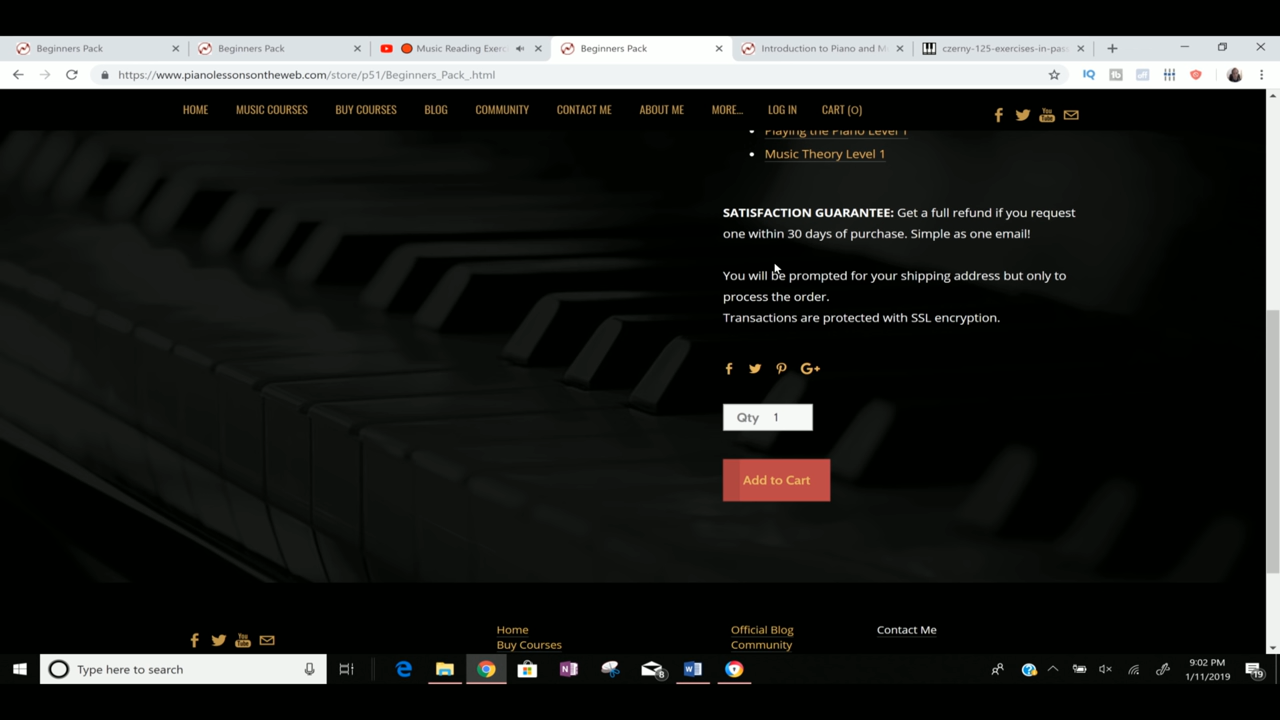 Beginners Pack
Beginners Pack
Music Reading Exerc
Beginners Pack
Introduction to Piano and M
czerny-125-exercises-in-pas
https://www.pianolessonsontheweb.com/store/p51/Beginners_Pack_.html
HOME MUSIC COURSES BUY COURSES BLOG COMMUNITY CONTACT ME ABOUT ME MORE... LOG IN CART (0)
Playing the Piano Level 1
Music Theory Level 1
SATISFACTION GUARANTEE: Get a full refund if you request
one within 30 days of purchase. Simple as one email!
You will be prompted for your shipping address but only to
process the order.
Transactions are protected with SSL encryption.
Qty 1
Add to Cart
Home
Buy Courses
Official Blog
Community
Contact Me
Type here to search
9:02 PM
1/11/2019